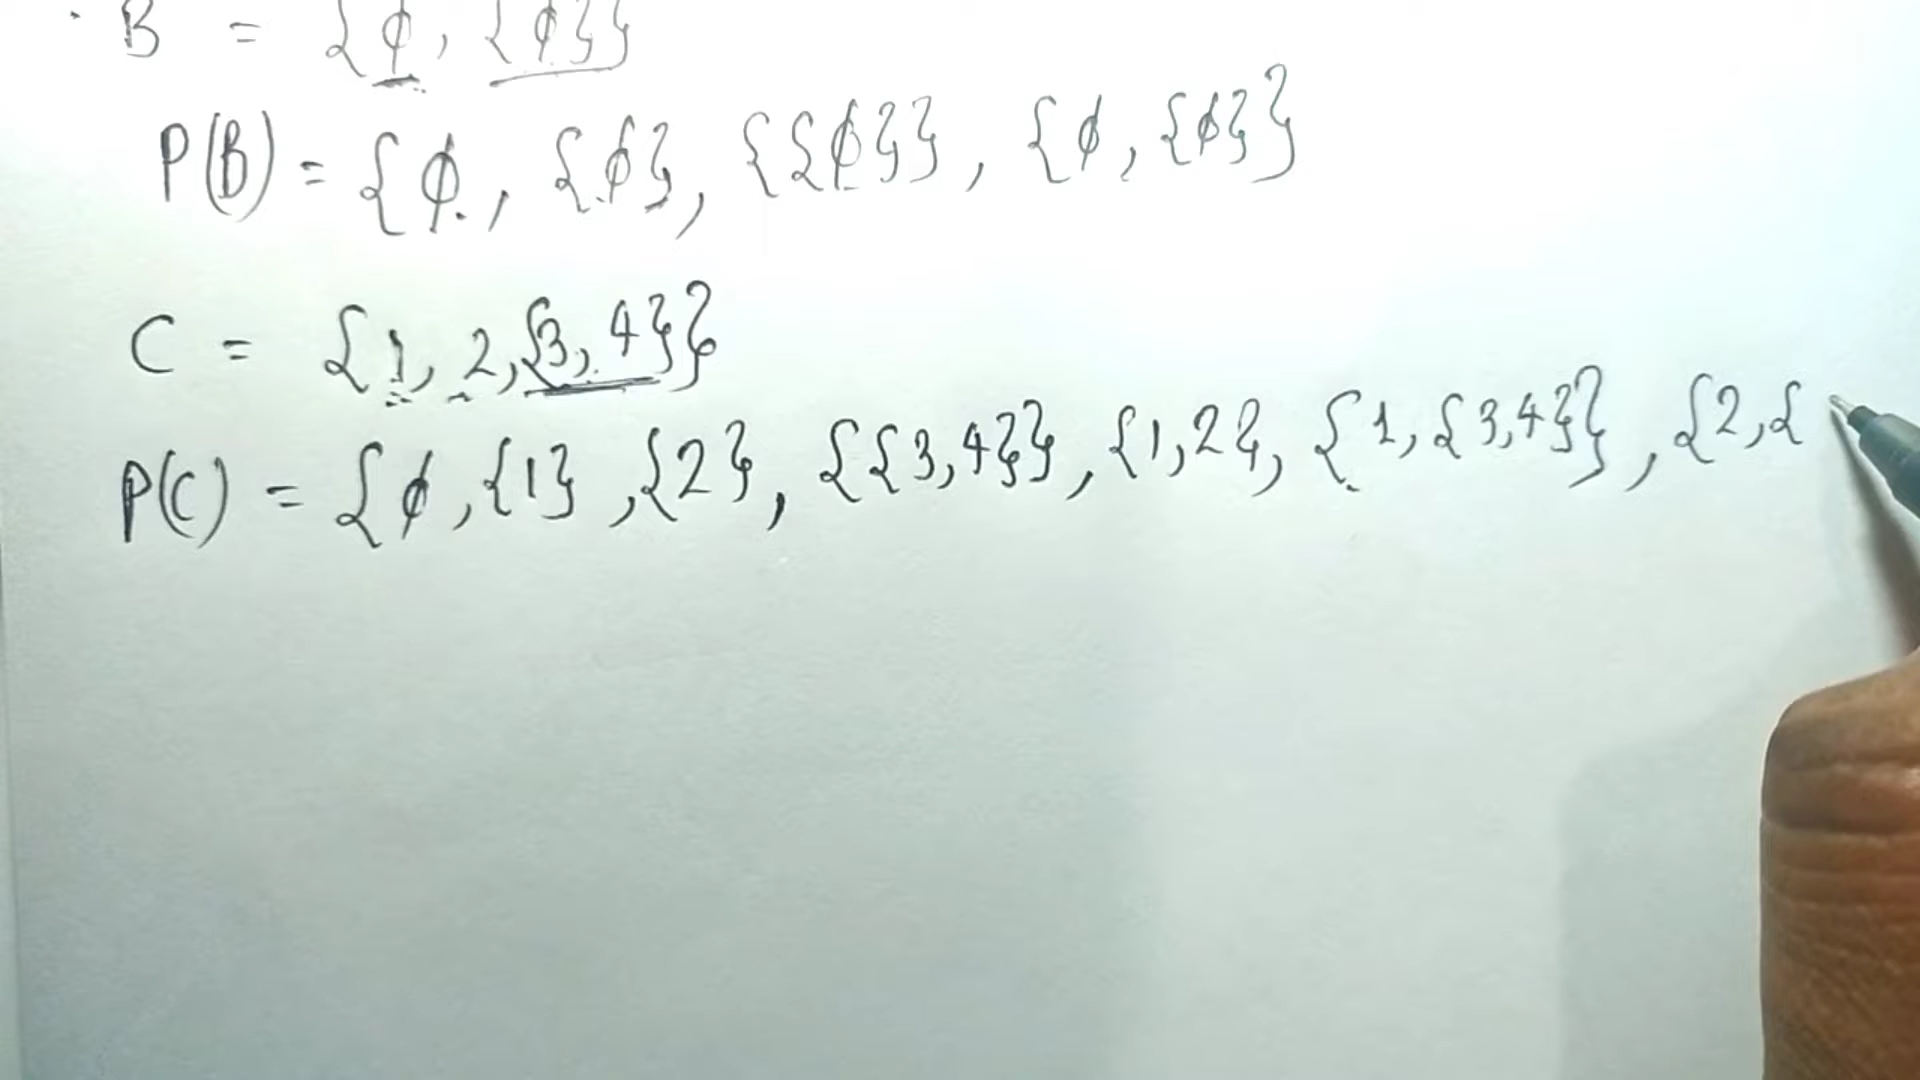 B = {ϕ, {ϕ}}
P(B) = {ϕ, {ϕ}, {{ϕ}}, {ϕ, {ϕ}}
C = {1, 2, {3, 4}}
P(C) = {ϕ, {1}, {2}, {{3,4}}, {1,2}, {1, {3,4}}, {2, {